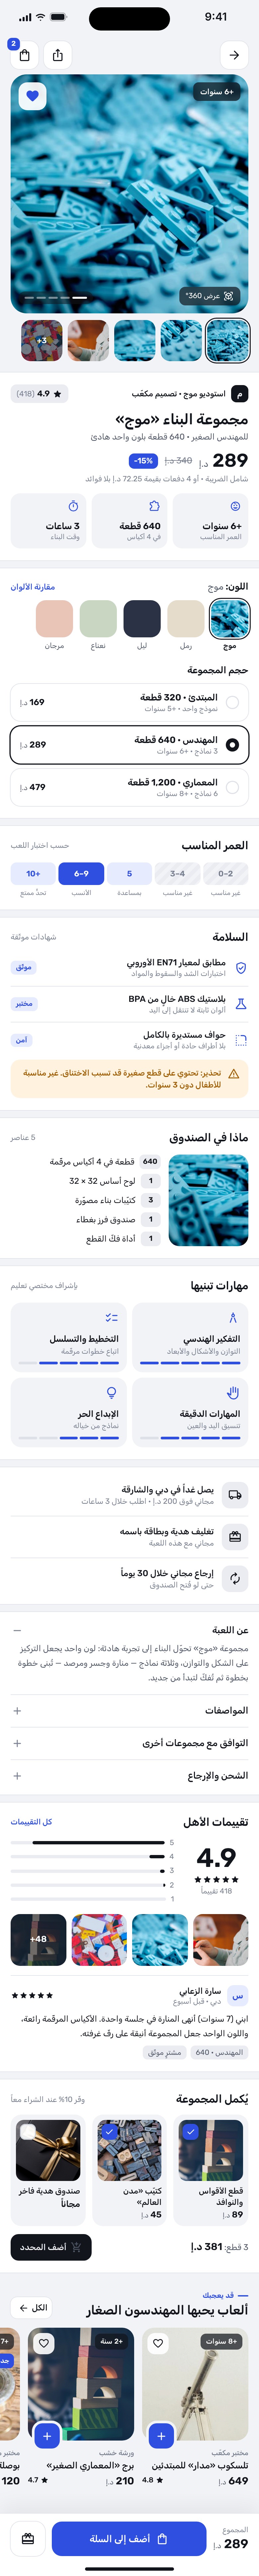 9:41
2
+6 سنوات
عرض 360°
+3
م
استوديو موج • تصميم مكعّب
4.9 (418)
مجموعة البناء «موج»
للمهندس الصغير • 640 قطعة بلون واحد هادئ
289 د.إ
340 د.إ
-15%
شامل الضريبة • أو 4 دفعات بقيمة 72.25 د.إ بلا فوائد
+6 سنوات
العمر المناسب
640 قطعة
في 4 أكياس
3 ساعات
وقت البناء
اللون: موج
مقارنة الألوان
موج
رمل
ليل
نعناع
مرجان
حجم المجموعة
المبتدئ • 320 قطعة
نموذج واحد • +5 سنوات
169 د.إ
المهندس • 640 قطعة
3 نماذج • +6 سنوات
289 د.إ
المعماري • 1,200 قطعة
6 نماذج • +8 سنوات
479 د.إ
العمر المناسب
حسب اختبار اللعب
0–2
غير مناسب
3–4
غير مناسب
5
بمساعدة
6–9
الأنسب
10+
تحدٍّ ممتع
السلامة
شهادات موثقة
مطابق لمعيار EN71 الأوروبي
اختبارات الشد والسقوط والمواد
موثق
بلاستيك ABS خالٍ من BPA
ألوان ثابتة لا تنتقل إلى اليد
مختبر
حواف مستديرة بالكامل
بلا أطراف حادة أو أجزاء معدنية
آمن
تحذير: تحتوي على قطع صغيرة قد تسبب الاختناق. غير مناسبة
للأطفال دون 3 سنوات.
ماذا في الصندوق
5 عناصر
640 قطعة في 4 أكياس مرقّمة
1 لوح أساس 32 × 32
3 كتيّبات بناء مصوّرة
1 صندوق فرز بغطاء
1 أداة فكّ القطع
مهارات تبنيها
بإشراف مختصي تعليم
التفكير الهندسي
التوازن والأشكال والأبعاد
التخطيط والتسلسل
اتباع خطوات مرقّمة
المهارات الدقيقة
تنسيق اليد والعين
الإبداع الحر
نماذج من خياله
يصل غداً في دبي والشارقة
مجاني فوق 200 د.إ • اطلب خلال 3 ساعات
تغليف هدية وبطاقة باسمه
مجاني مع هذه اللعبة
إرجاع مجاني خلال 30 يوماً
حتى لو فُتح الصندوق
عن اللعبة
مجموعة «موج» تحوّل البناء إلى تجربة هادئة: لون واحد يجعل التركيز
على الشكل والتوازن، وثلاثة نماذج — منارة وجسر ومرصد — تُبنى خطوة
بخطوة ثم تُفكّ لتبدأ من جديد.
المواصفات
التوافق مع مجموعات أخرى
الشحن والإرجاع
تقييمات الأهل
كل التقييمات
4.9
418 تقييماً
5
4
3
2
1
+48
س
سارة الزعابي
دبي • قبل أسبوع
ابني (7 سنوات) أنهى المنارة في جلسة واحدة. الأكياس المرقّمة رائعة،
واللون الواحد جعل المجموعة أنيقة على رفّ غرفته.
المهندس • 640
مشترٍ موثّق
يُكمل المجموعة
وفّر 10% عند الشراء معاً
قطع الأقواس
والنوافذ
89 د.إ
كتيّب «مدن
العالم»
45 د.إ
صندوق هدية فاخر
مجاناً
3 قطع: 381 د.إ
أضف المحدد
قد يعجبك
ألعاب يحبها المهندسون الصغار
الكل
+8 سنوات
مختبر مكعّب
تلسكوب «مدار» للمبتدئين
649 د.إ
4.8
+2 سنة
ورشة خشب
برج «المعماري الصغير»
210 د.إ
4.7
+7
120
المجموع
289 د.إ
أضف إلى السلة